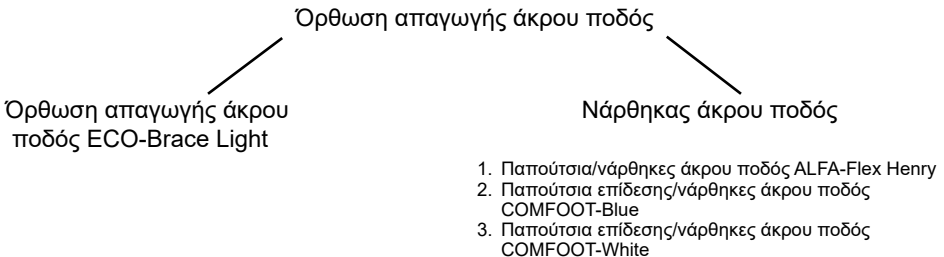 Όρθωση απαγωγής άκρου ποδός
Όρθωση απαγωγής άκρου
ποδός ECO-Brace Light
Νάρθηκας άκρου ποδός
1. Παπούτσια/νάρθηκες άκρου ποδός ALFA-Flex Henry
2. Παπούτσια επίδεσης/νάρθηκες άκρου ποδός
COMFOOT-Blue
3. Παπούτσια επίδεσης/νάρθηκες άκρου ποδός
COMFOOT-White